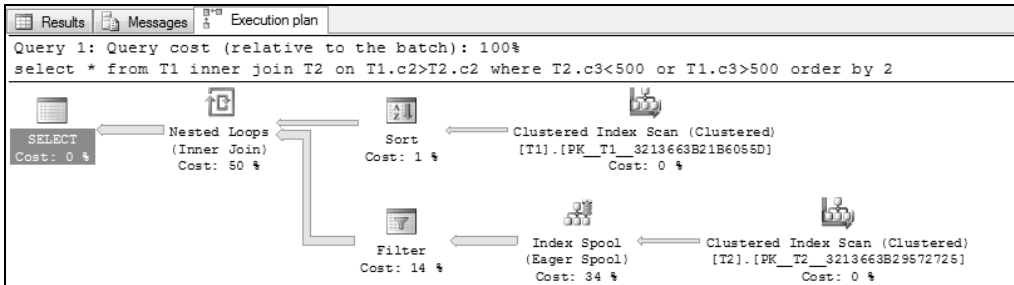 Results Messages Execution plan
Query 1: Query cost (relative to the batch): 100%
select * from T1 inner join T2 on T1.c2>T2.c2 where T2.c3<500 or T1.c3>500 order by 2
SELECT
Cost: 0 %
Nested Loops
(Inner Join)
Cost: 50 %
Sort
Cost: 1 %
Clustered Index Scan (Clustered)
[T1].[PK__T1__3213663B21B6055D]
Cost: 0 %
Filter
Cost: 14 %
Index Spool
(Eager Spool)
Cost: 34 %
Clustered Index Scan (Clustered)
[T2].[PK__T2__3213663B29572725]
Cost: 0 %